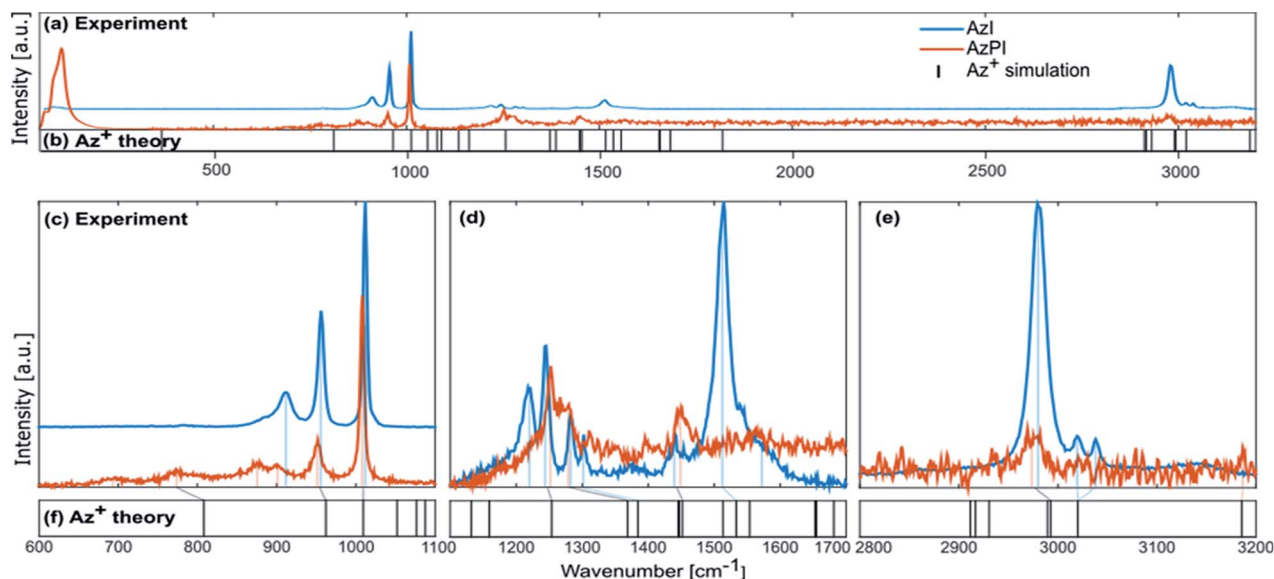 (a) Experiment
Intensity [a.u.]
AzI
AzPI
Az⁺ simulation
(b) Az⁺ theory
500 1000 1500 2000 2500 3000
(c) Experiment (d) (e)
Intensity [a.u.]
(f) Az⁺ theory
600 700 800 900 1000 1100 1200 1300 1400 1500 1600 1700 2800 2900 3000 3100 3200
Wavenumber [cm⁻¹]